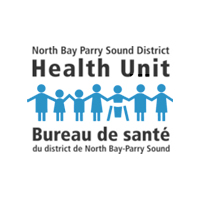 North Bay Parry Sound District
Health Unit
Bureau de santé
du district de North Bay-Parry Sound